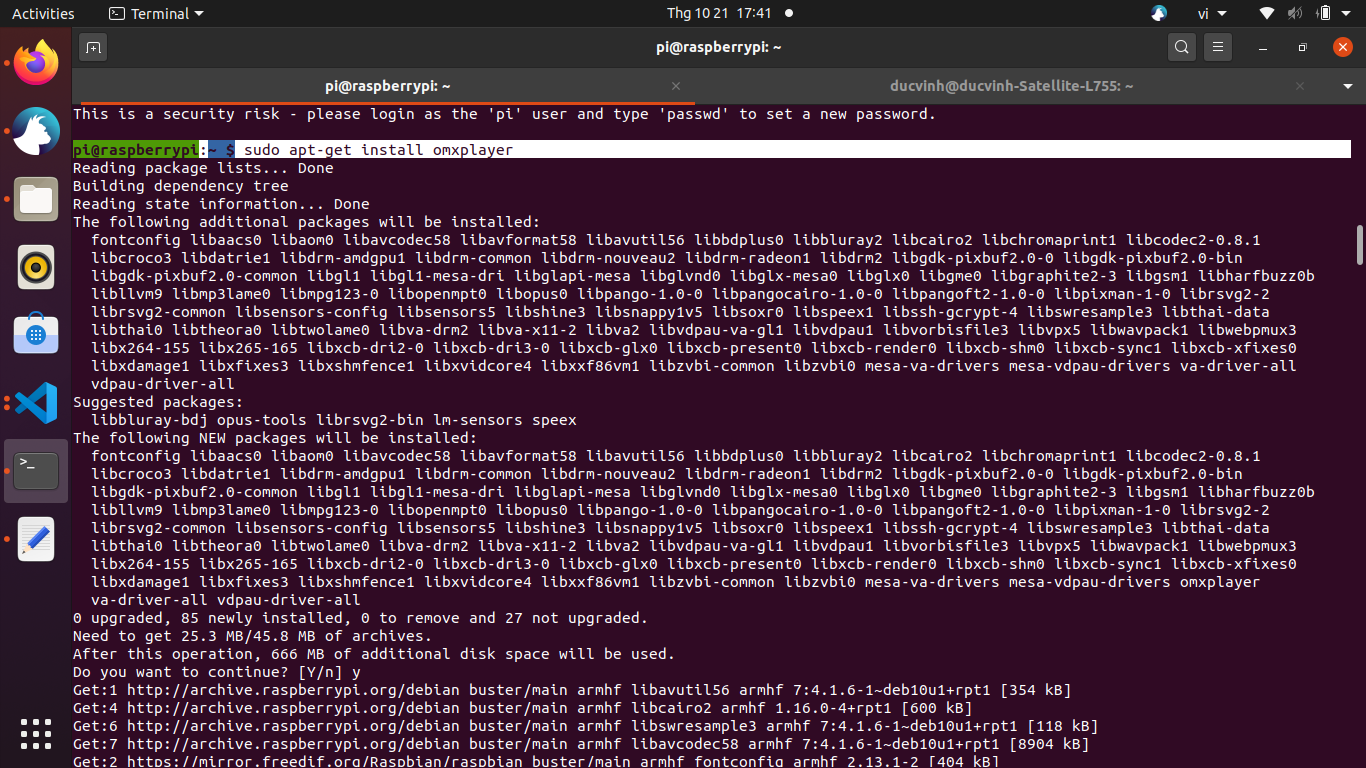 Activities
Terminal
Thg 10 21 17:41
vi
pi@raspberrypi: ~
pi@raspberrypi: ~
ducvinh@ducvinh-Satellite-L755: ~
This is a security risk - please login as the 'pi' user and type 'passwd' to set a new password.
pi@raspberrypi:~ $ sudo apt-get install omxplayer
Reading package lists... Done
Building dependency tree
Reading state information... Done
The following additional packages will be installed:
fontconfig libaacs0 libaom0 libavcodec58 libavformat58 libavutil56 libbdplus0 libbluray2 libcairo2 libchromaprint1 libcodec2-0.8.1
libcroco3 libdatrie1 libdrm-amdgpu1 libdrm-common libdrm-nouveau2 libdrm-radeon1 libdrm2 libgdk-pixbuf2.0-0 libgdk-pixbuf2.0-bin
libgdk-pixbuf2.0-common libgl1 libgl1-mesa-dri libglapi-mesa libglvnd0 libglx-mesa0 libglx0 libgme0 libgraphite2-3 libgsm1 libharfbuzz0b
libllvm9 libmp3lame0 libmpg123-0 libopenmpt0 libopus0 libpango-1.0-0 libpangocairo-1.0-0 libpangoft2-1.0-0 libpixman-1-0 librsvg2-2
librsvg2-common libsensors-config libsensors5 libshine3 libsnappy1v5 libsoxr0 libspeex1 libssh-gcrypt-4 libswresample3 libthai-data
libthai0 libtheora0 libtwolame0 libva-drm2 libva-x11-2 libva2 libvdpau-va-gl1 libvdpau1 libvorbisfile3 libvpx5 libwavpack1 libwebpmux3
libx264-155 libx265-165 libxcb-dri2-0 libxcb-dri3-0 libxcb-glx0 libxcb-present0 libxcb-render0 libxcb-shm0 libxcb-sync1 libxcb-xfixes0
libxdamage1 libxfixes3 libxshmfence1 libxvidcore4 libxxf86vm1 libzvbi-common libzvbi0 mesa-va-drivers mesa-vdpau-drivers va-driver-all
vdpau-driver-all
Suggested packages:
libbluray-bdj opus-tools librsvg2-bin lm-sensors speex
The following NEW packages will be installed:
fontconfig libaacs0 libaom0 libavcodec58 libavformat58 libavutil56 libbdplus0 libbluray2 libcairo2 libchromaprint1 libcodec2-0.8.1
libcroco3 libdatrie1 libdrm-amdgpu1 libdrm-common libdrm-nouveau2 libdrm-radeon1 libdrm2 libgdk-pixbuf2.0-0 libgdk-pixbuf2.0-bin
libgdk-pixbuf2.0-common libgl1 libgl1-mesa-dri libglapi-mesa libglvnd0 libglx-mesa0 libglx0 libgme0 libgraphite2-3 libgsm1 libharfbuzz0b
libllvm9 libmp3lame0 libmpg123-0 libopenmpt0 libopus0 libpango-1.0-0 libpangocairo-1.0-0 libpangoft2-1.0-0 libpixman-1-0 librsvg2-2
librsvg2-common libsensors-config libsensors5 libshine3 libsnappy1v5 libsoxr0 libspeex1 libssh-gcrypt-4 libswresample3 libthai-data
libthai0 libtheora0 libtwolame0 libva-drm2 libva-x11-2 libva2 libvdpau-va-gl1 libvdpau1 libvorbisfile3 libvpx5 libwavpack1 libwebpmux3
libx264-155 libx265-165 libxcb-dri2-0 libxcb-dri3-0 libxcb-glx0 libxcb-present0 libxcb-render0 libxcb-shm0 libxcb-sync1 libxcb-xfixes0
libxdamage1 libxfixes3 libxshmfence1 libxvidcore4 libxxf86vm1 libzvbi-common libzvbi0 mesa-va-drivers mesa-vdpau-drivers omxplayer
va-driver-all vdpau-driver-all
0 upgraded, 85 newly installed, 0 to remove and 27 not upgraded.
Need to get 25.3 MB/45.8 MB of archives.
After this operation, 666 MB of additional disk space will be used.
Do you want to continue? [Y/n] y
Get:1 http://archive.raspberrypi.org/debian buster/main armhf libavutil56 armhf 7:4.1.6-1~deb10u1+rpt1 [354 kB]
Get:4 http://archive.raspberrypi.org/debian buster/main armhf libcairo2 armhf 1.16.0-4+rpt1 [600 kB]
Get:6 http://archive.raspberrypi.org/debian buster/main armhf libswresample3 armhf 7:4.1.6-1~deb10u1+rpt1 [118 kB]
Get:7 http://archive.raspberrypi.org/debian buster/main armhf libavcodec58 armhf 7:4.1.6-1~deb10u1+rpt1 [8904 kB]
Get:2 https://mirror.freedif.org/Raspbian/raspbian buster/main armhf fontconfig armhf 2.13.1-2 [404 kB]